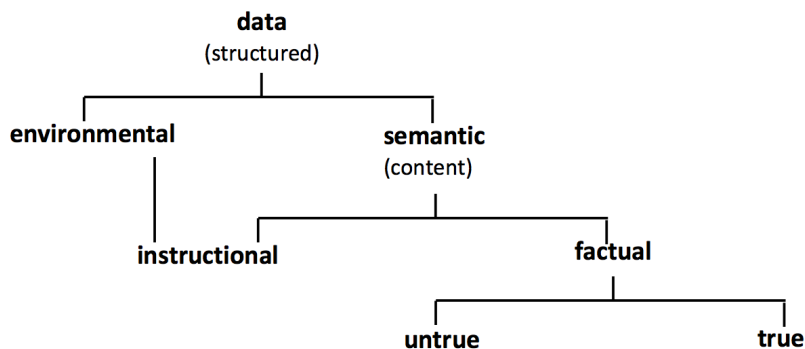 data
(structured)
environmental
semantic
(content)
instructional
factual
untrue
true